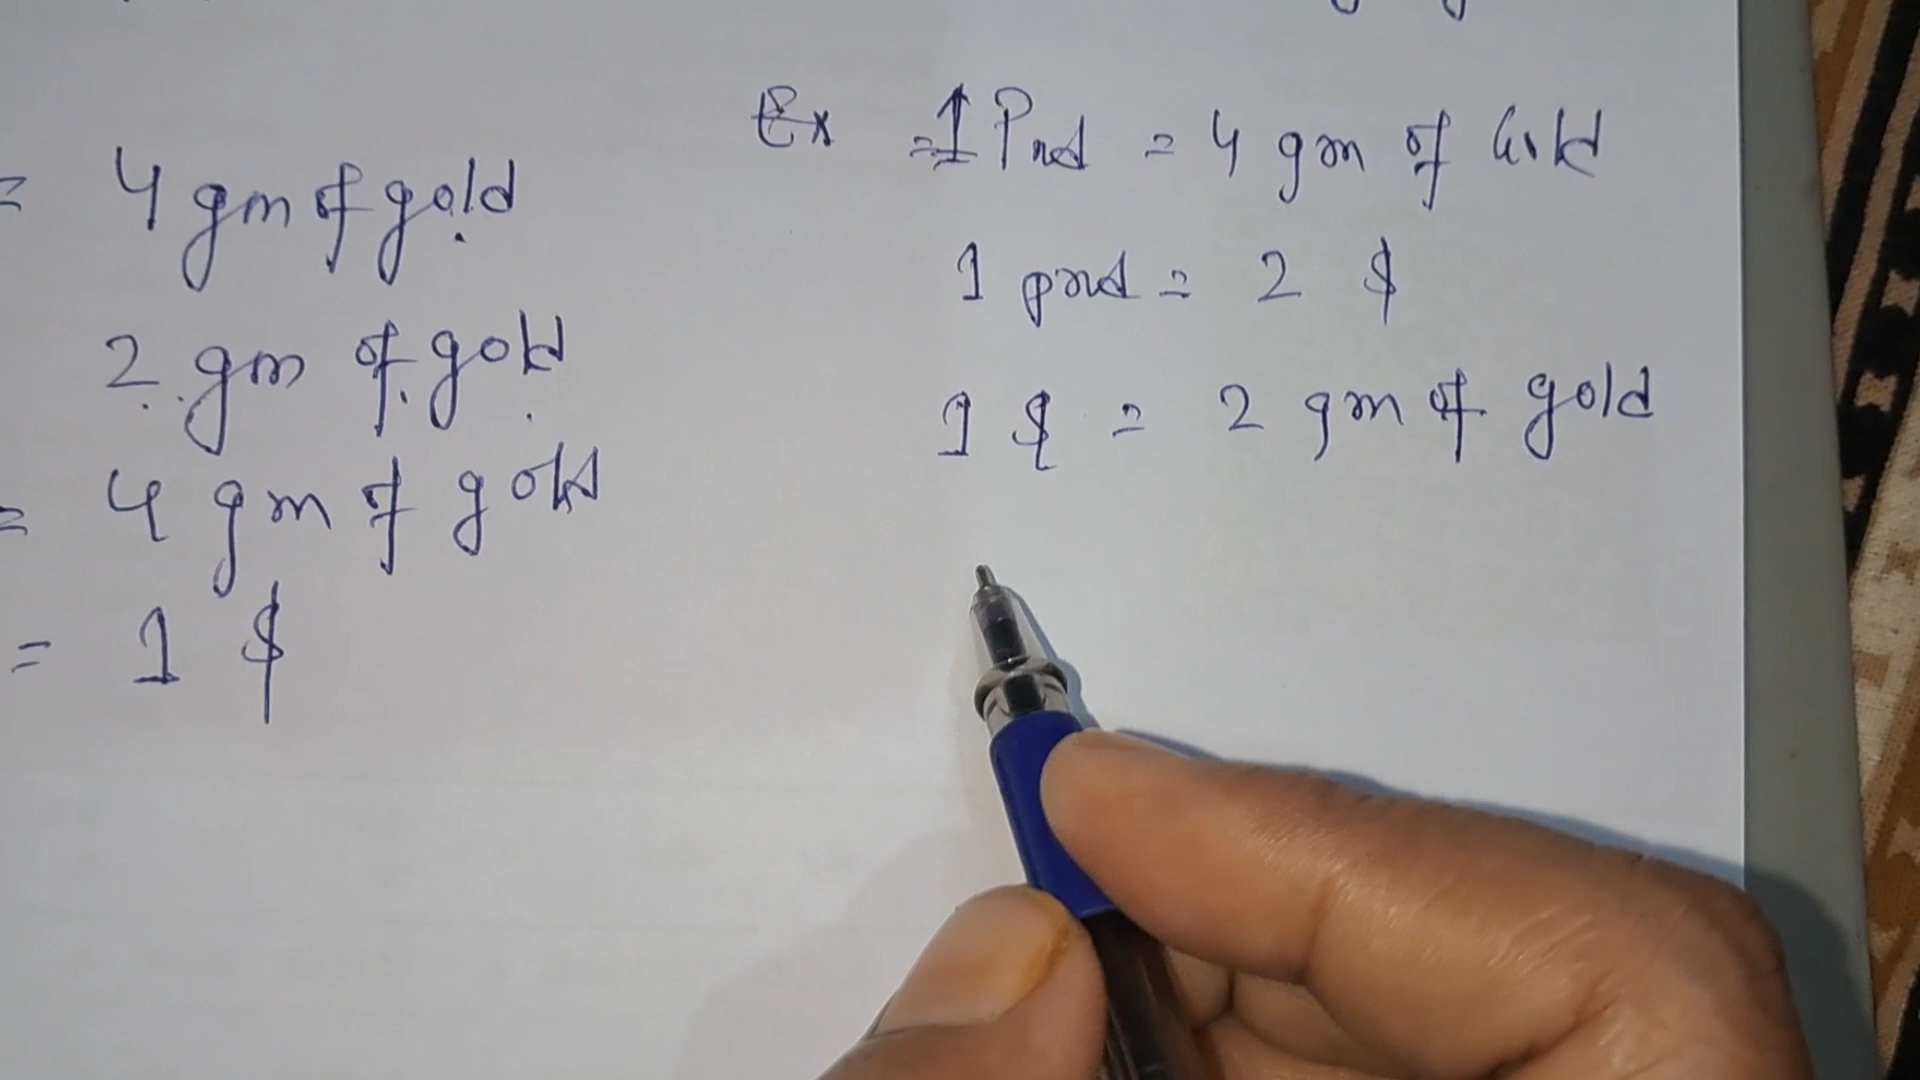 = 4 gm of gold
2 gm of gold
= 4 gm of gold
= 1 $
Ex = 1 Pnd = 4 gm of Gold
1 pnd = 2 $
1 $ = 2 gm of gold